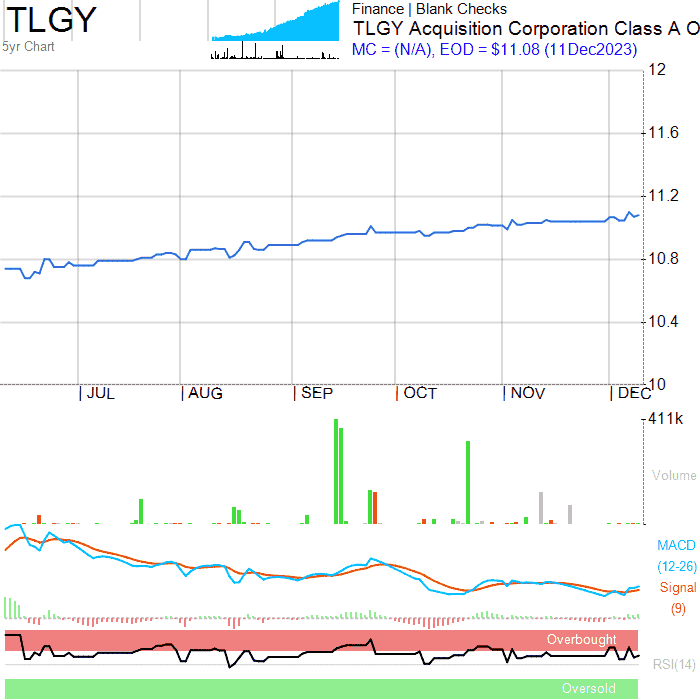 TLGY
5yr Chart
Finance | Blank Checks
TLGY Acquisition Corporation Class A O
MC = (N/A), EOD = $11.08 (11Dec2023)
12
11.6
11.2
10.8
10.4
10
JUL AUG SEP OCT NOV DEC
411k
Volume
MACD
(12-26)
Signal
(9)
Overbought
RSI(14)
Oversold